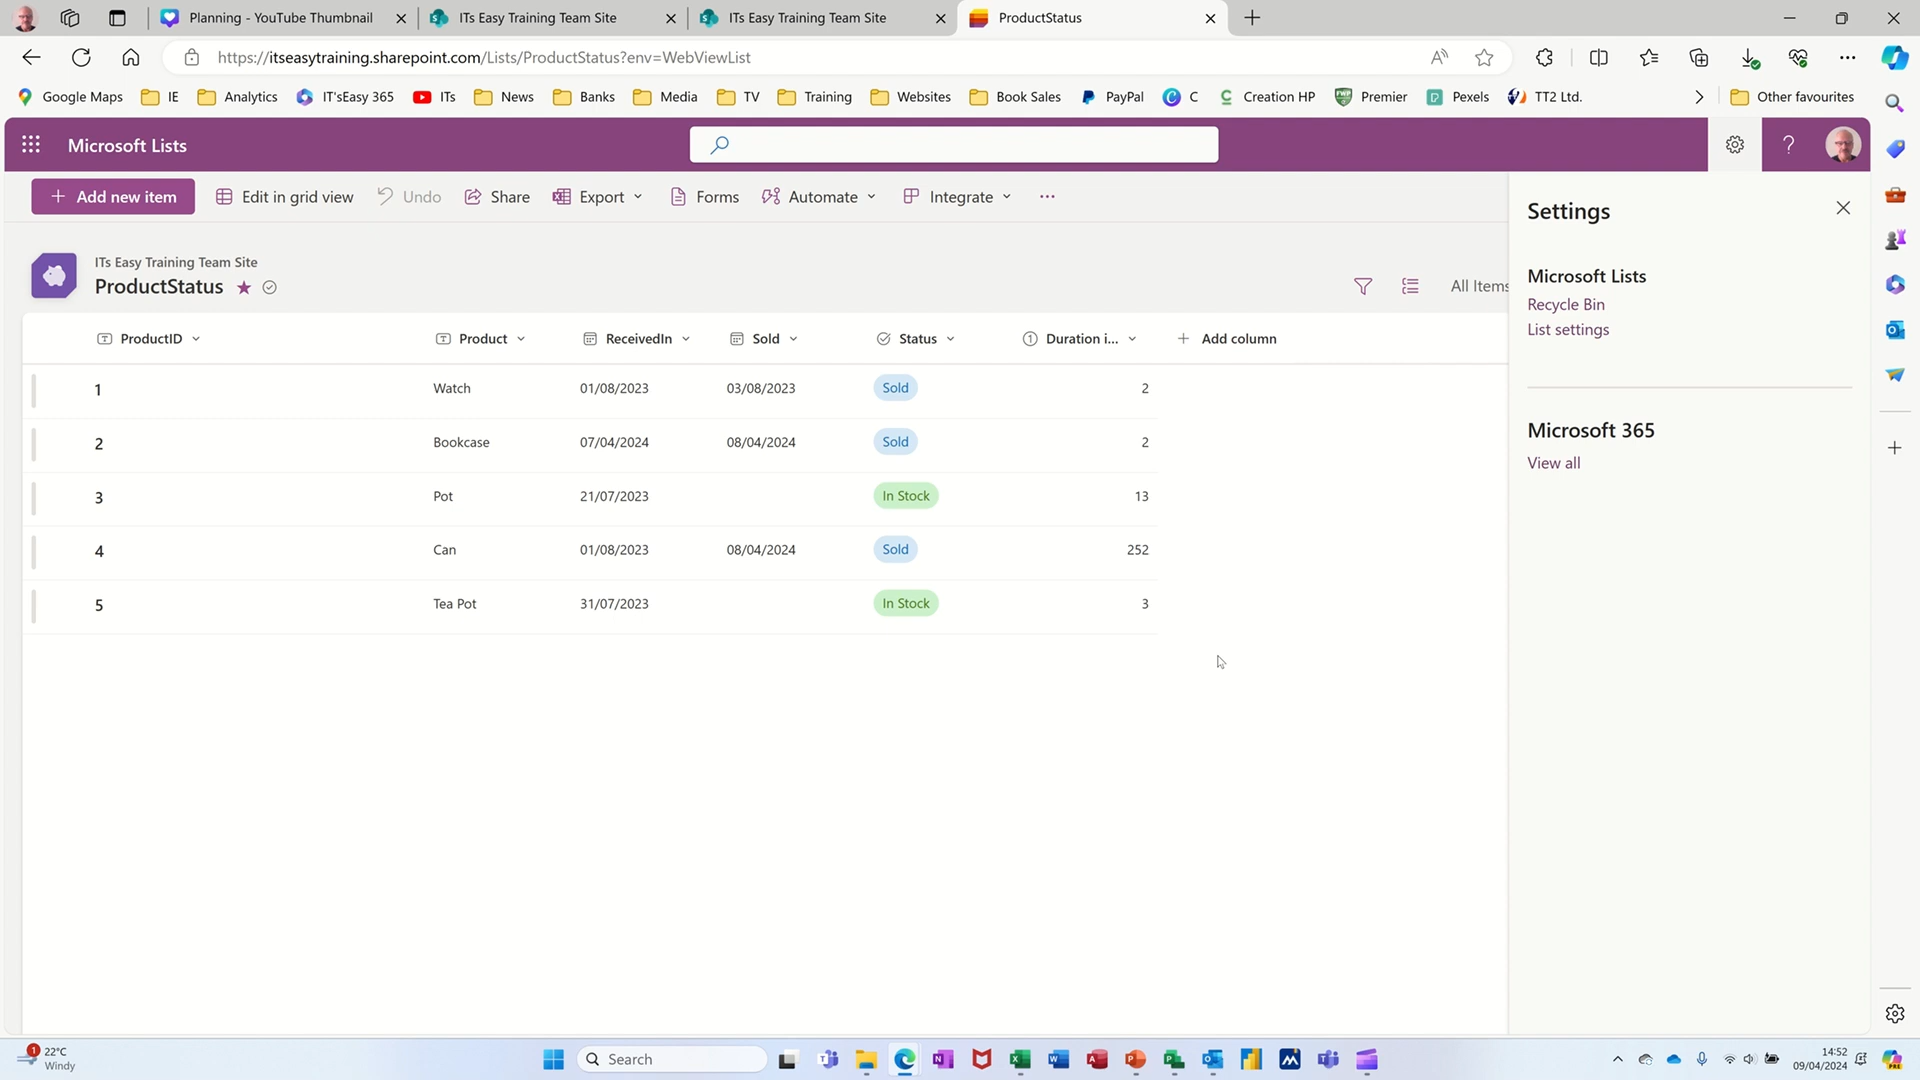 Planning - YouTube Thumbnail
ITs Easy Training Team Site
ITs Easy Training Team Site
ProductStatus
https://itseasytraining.sharepoint.com/Lists/ProductStatus?env=WebViewList
Google Maps
IE
Analytics
IT'sEasy 365
ITs
News
Banks
Media
TV
Training
Websites
Book Sales
PayPal
C
Creation HP
Premier
Pexels
TT2 Ltd.
Other favourites
Microsoft Lists
Add new item
Edit in grid view
Undo
Share
Export
Forms
Automate
Integrate
ITs Easy Training Team Site
ProductStatus
All Items
ProductID
Product
ReceivedIn
Sold
Status
Duration i...
Add column
1 Watch 01/08/2023 03/08/2023 Sold 2
2 Bookcase 07/04/2024 08/04/2024 Sold 2
3 Pot 21/07/2023 In Stock 13
4 Can 01/08/2023 08/04/2024 Sold 252
5 Tea Pot 31/07/2023 In Stock 3
Settings
Microsoft Lists
Recycle Bin
List settings
Microsoft 365
View all
1
22°C
Windy
Search
14:52
09/04/2024